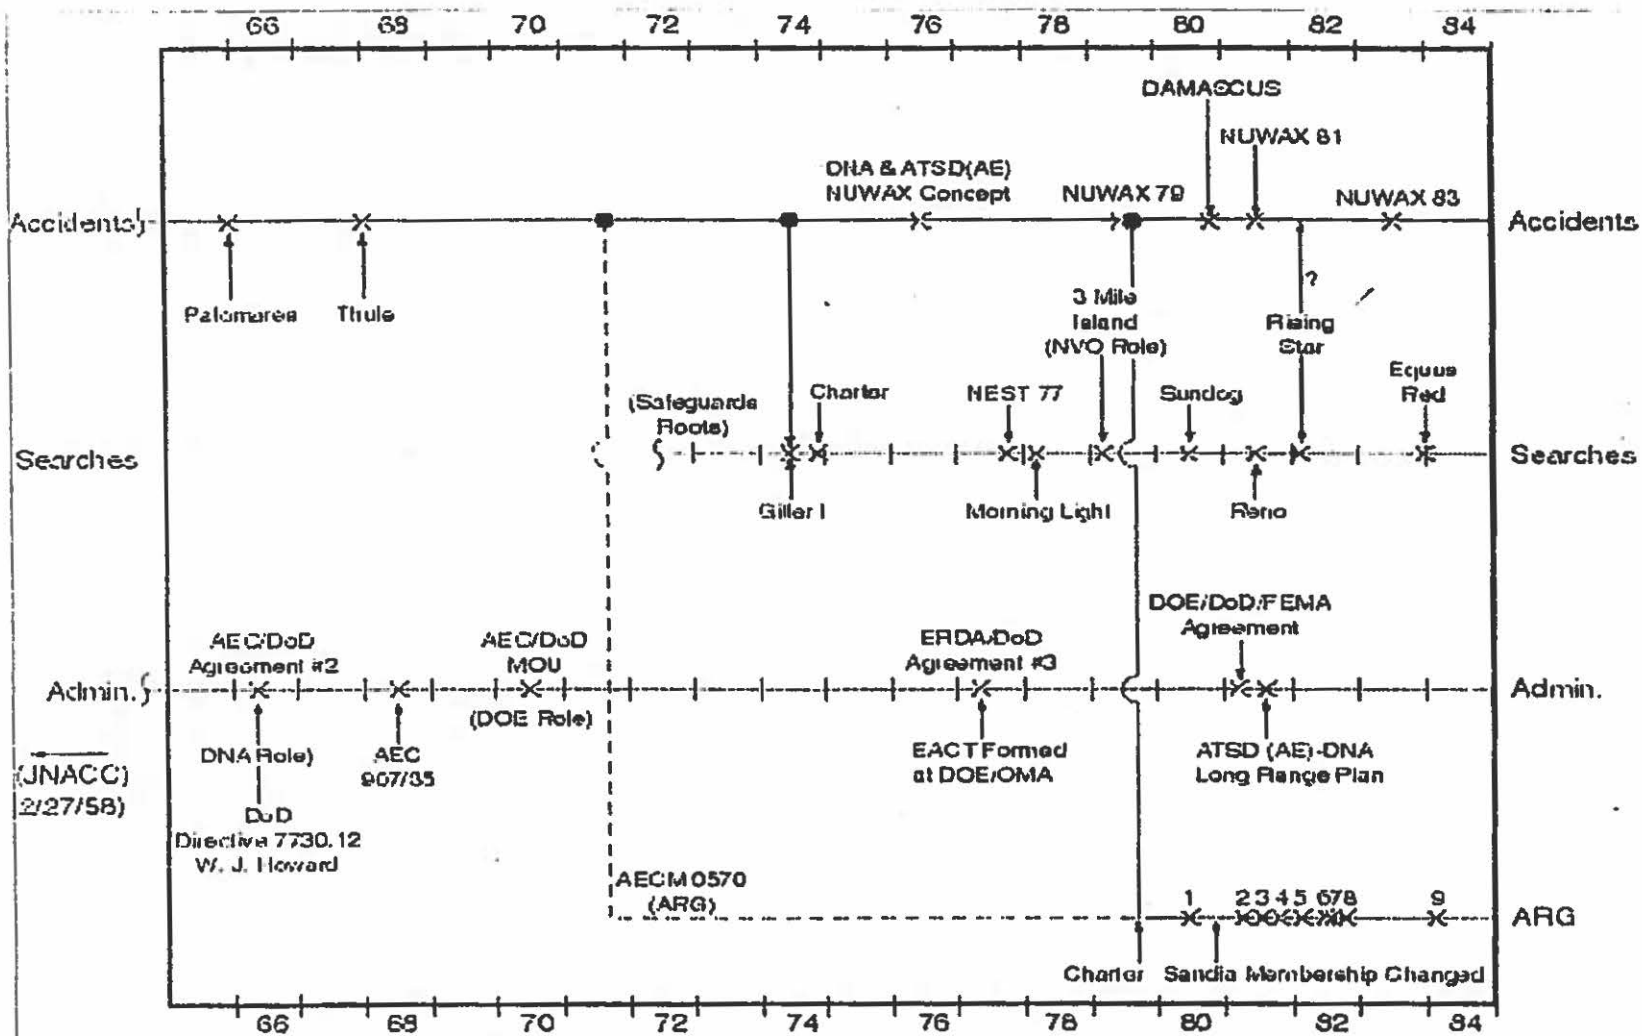 66 68 70 72 74 76 78 80 82 84
DAMASCUS
NUWAX 81
DNA & ATSD(AE)
NUWAX Concept
NUWAX 79
NUWAX 83
Accidents
Accidents
Palomares
Thule
?
3 Mile
Island
(NVO Role)
Rising
Star
Equus
Red
(Safeguards
Roots)
Charter
NEST 77
Sundog
Searches
Searches
Giller I
Morning Light
Reno
DOE/DoD/FEMA
Agreement
AEC/DoD
Agreement #2
AEC/DoD
MOU
ERDA/DoD
Agreement #3
Admin.
Admin.
(DOE Role)
DNA Role)
AEC
967/35
EACT Formed
at DOE/OMA
ATSD (AE)-DNA
Long Range Plan
(JNACC)
2/27/58)
DoD
Directive 7730.12
W. J. Howard
AECM 0570
(ARG)
1 2 3 4 5 6 7 8 9
ARG
Charter
Sandia Membership Changed
66 68 70 72 74 76 78 80 82 84